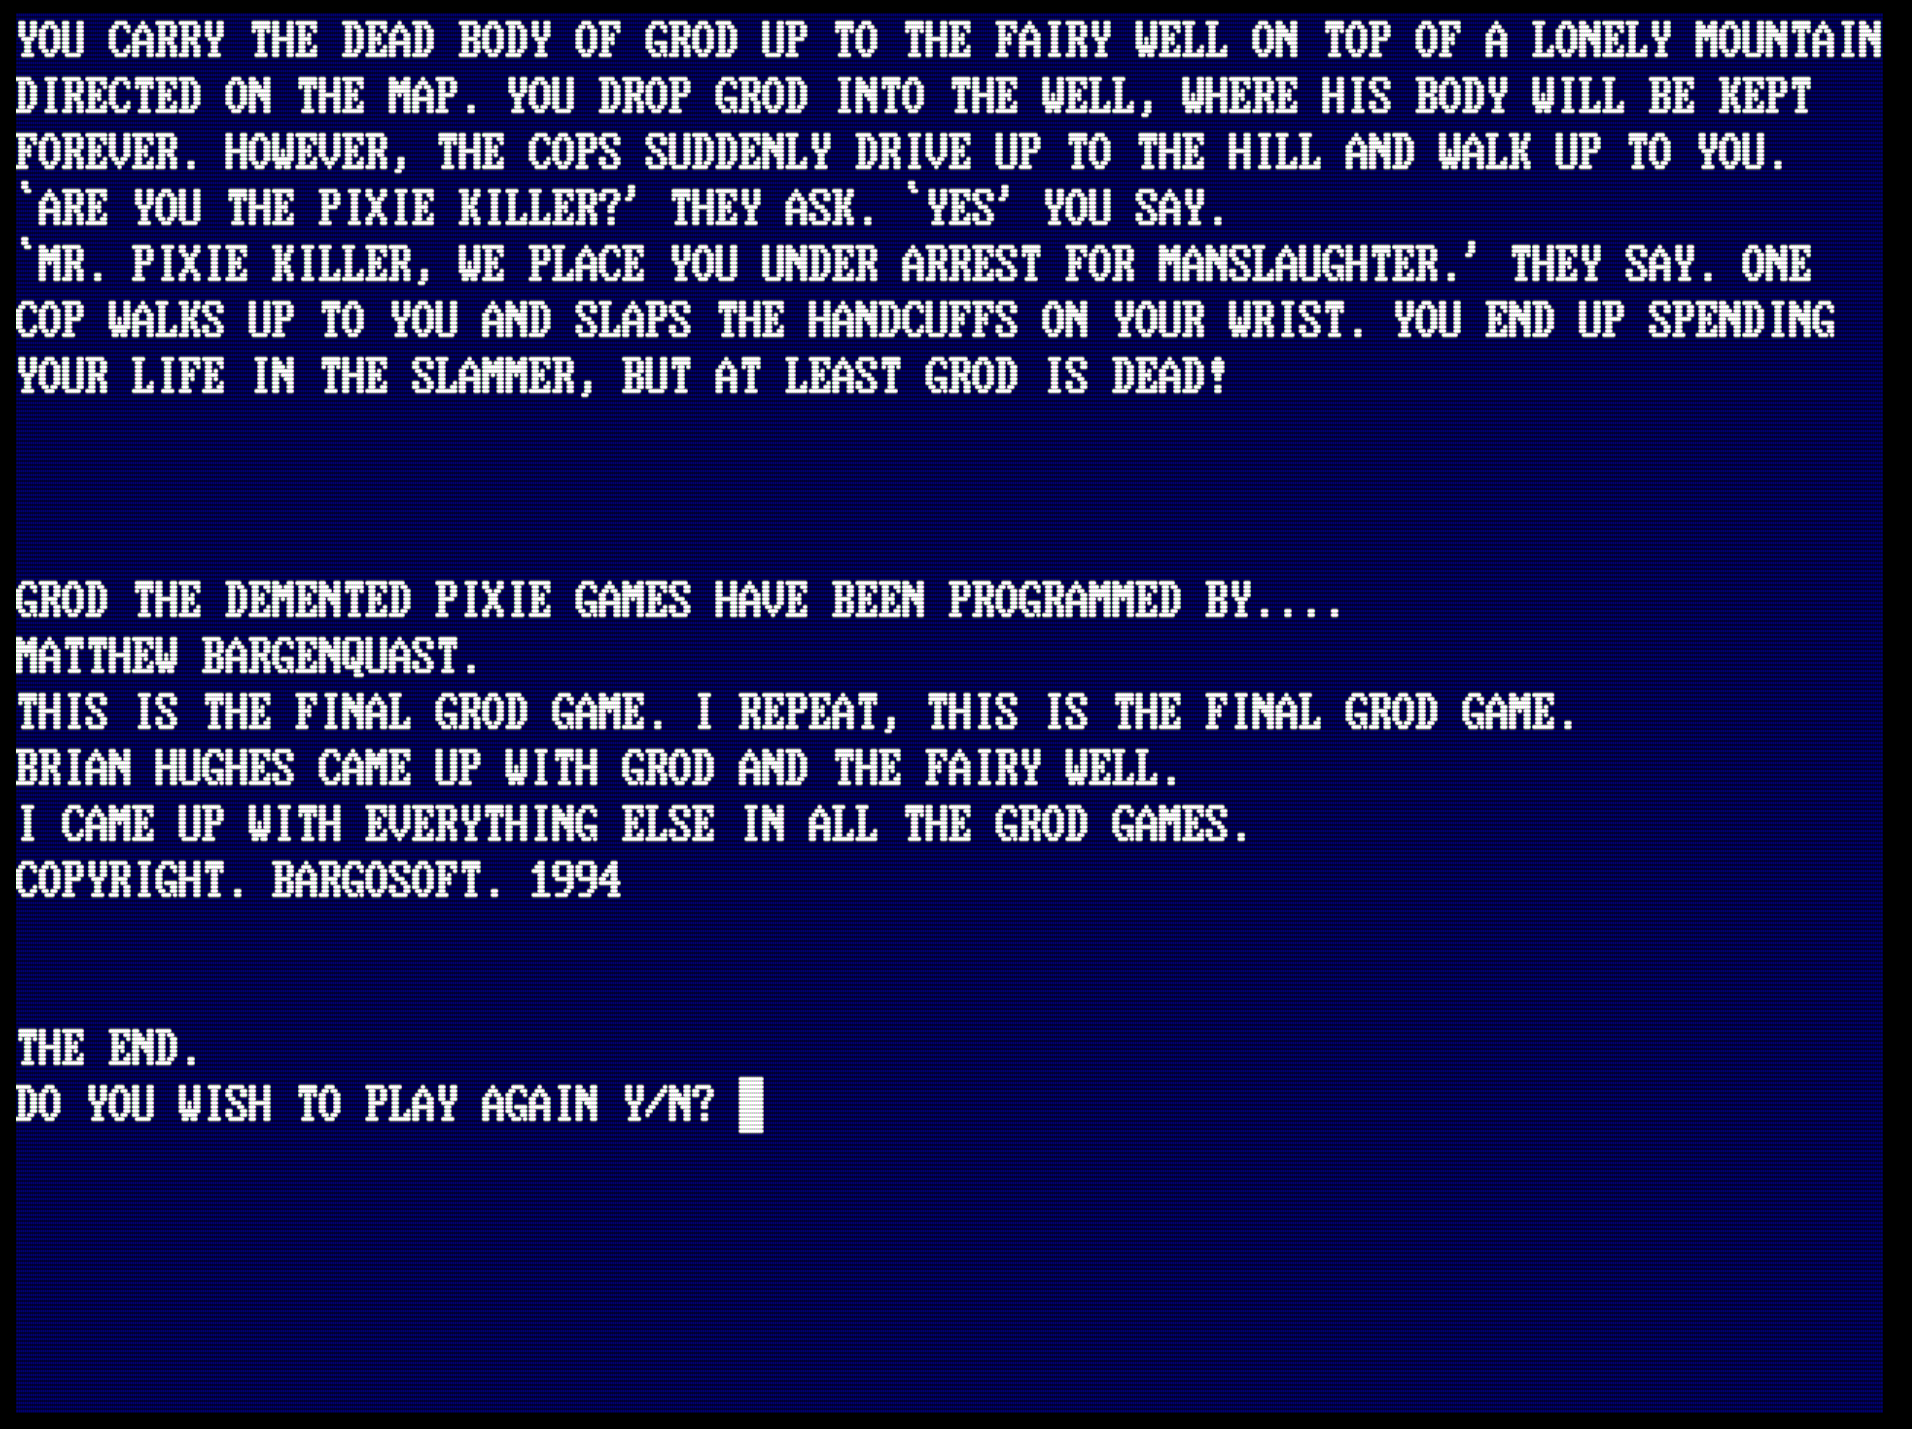 YOU CARRY THE DEAD BODY OF GROD UP TO THE FAIRY WELL ON TOP OF A LONELY MOUNTAIN
DIRECTED ON THE MAP. YOU DROP GROD INTO THE WELL, WHERE HIS BODY WILL BE KEPT
FOREVER. HOWEVER, THE COPS SUDDENLY DRIVE UP TO THE HILL AND WALK UP TO YOU.
`ARE YOU THE PIXIE KILLER?' THEY ASK. `YES' YOU SAY.
`MR. PIXIE KILLER, WE PLACE YOU UNDER ARREST FOR MANSLAUGHTER.' THEY SAY. ONE
COP WALKS UP TO YOU AND SLAPS THE HANDCUFFS ON YOUR WRIST. YOU END UP SPENDING
YOUR LIFE IN THE SLAMMER, BUT AT LEAST GROD IS DEAD!
GROD THE DEMENTED PIXIE GAMES HAVE BEEN PROGRAMMED BY....
MATTHEW BARGENQUAST.
THIS IS THE FINAL GROD GAME. I REPEAT, THIS IS THE FINAL GROD GAME.
BRIAN HUGHES CAME UP WITH GROD AND THE FAIRY WELL.
I CAME UP WITH EVERYTHING ELSE IN ALL THE GROD GAMES.
COPYRIGHT. BARGOSOFT. 1994
THE END.
DO YOU WISH TO PLAY AGAIN Y/N?